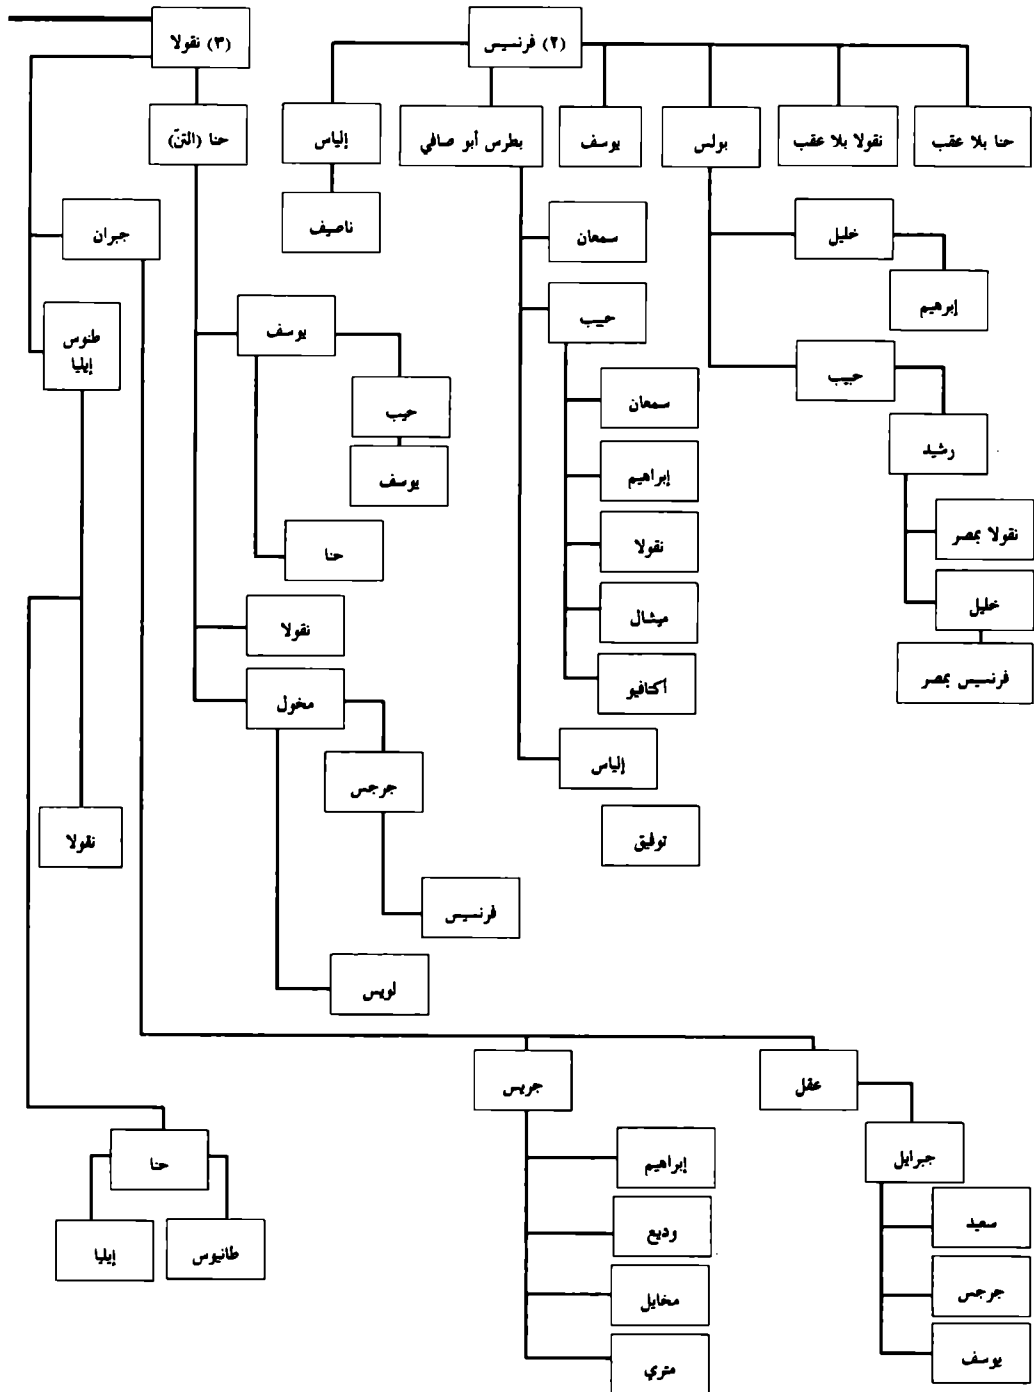 (٢) فرنسيس
(٣) نقولا
حنا بلا عقب
نقولا بلا عقب
بولس
يوسف
بطرس أبو صافي
إلياس
حنا (التنّ)
خليل
سمعان
ناصيف
جبران
إبرهيم
حبيب
يوسف
طنوس
إيليا
حبيب
سمعان
حبيب
رشيد
إبراهيم
يوسف
نقولا بمصر
نقولا
حنا
خليل
ميشال
نقولا
فرنسيس بمصر
أكتافيو
مخول
إلياس
جرجس
توفيق
نقولا
فرنسيس
لويس
عقل
جريس
جبرايل
إبراهيم
حنا
سعيد
وديع
طانيوس
إيليا
جرجس
مخايل
يوسف
متري